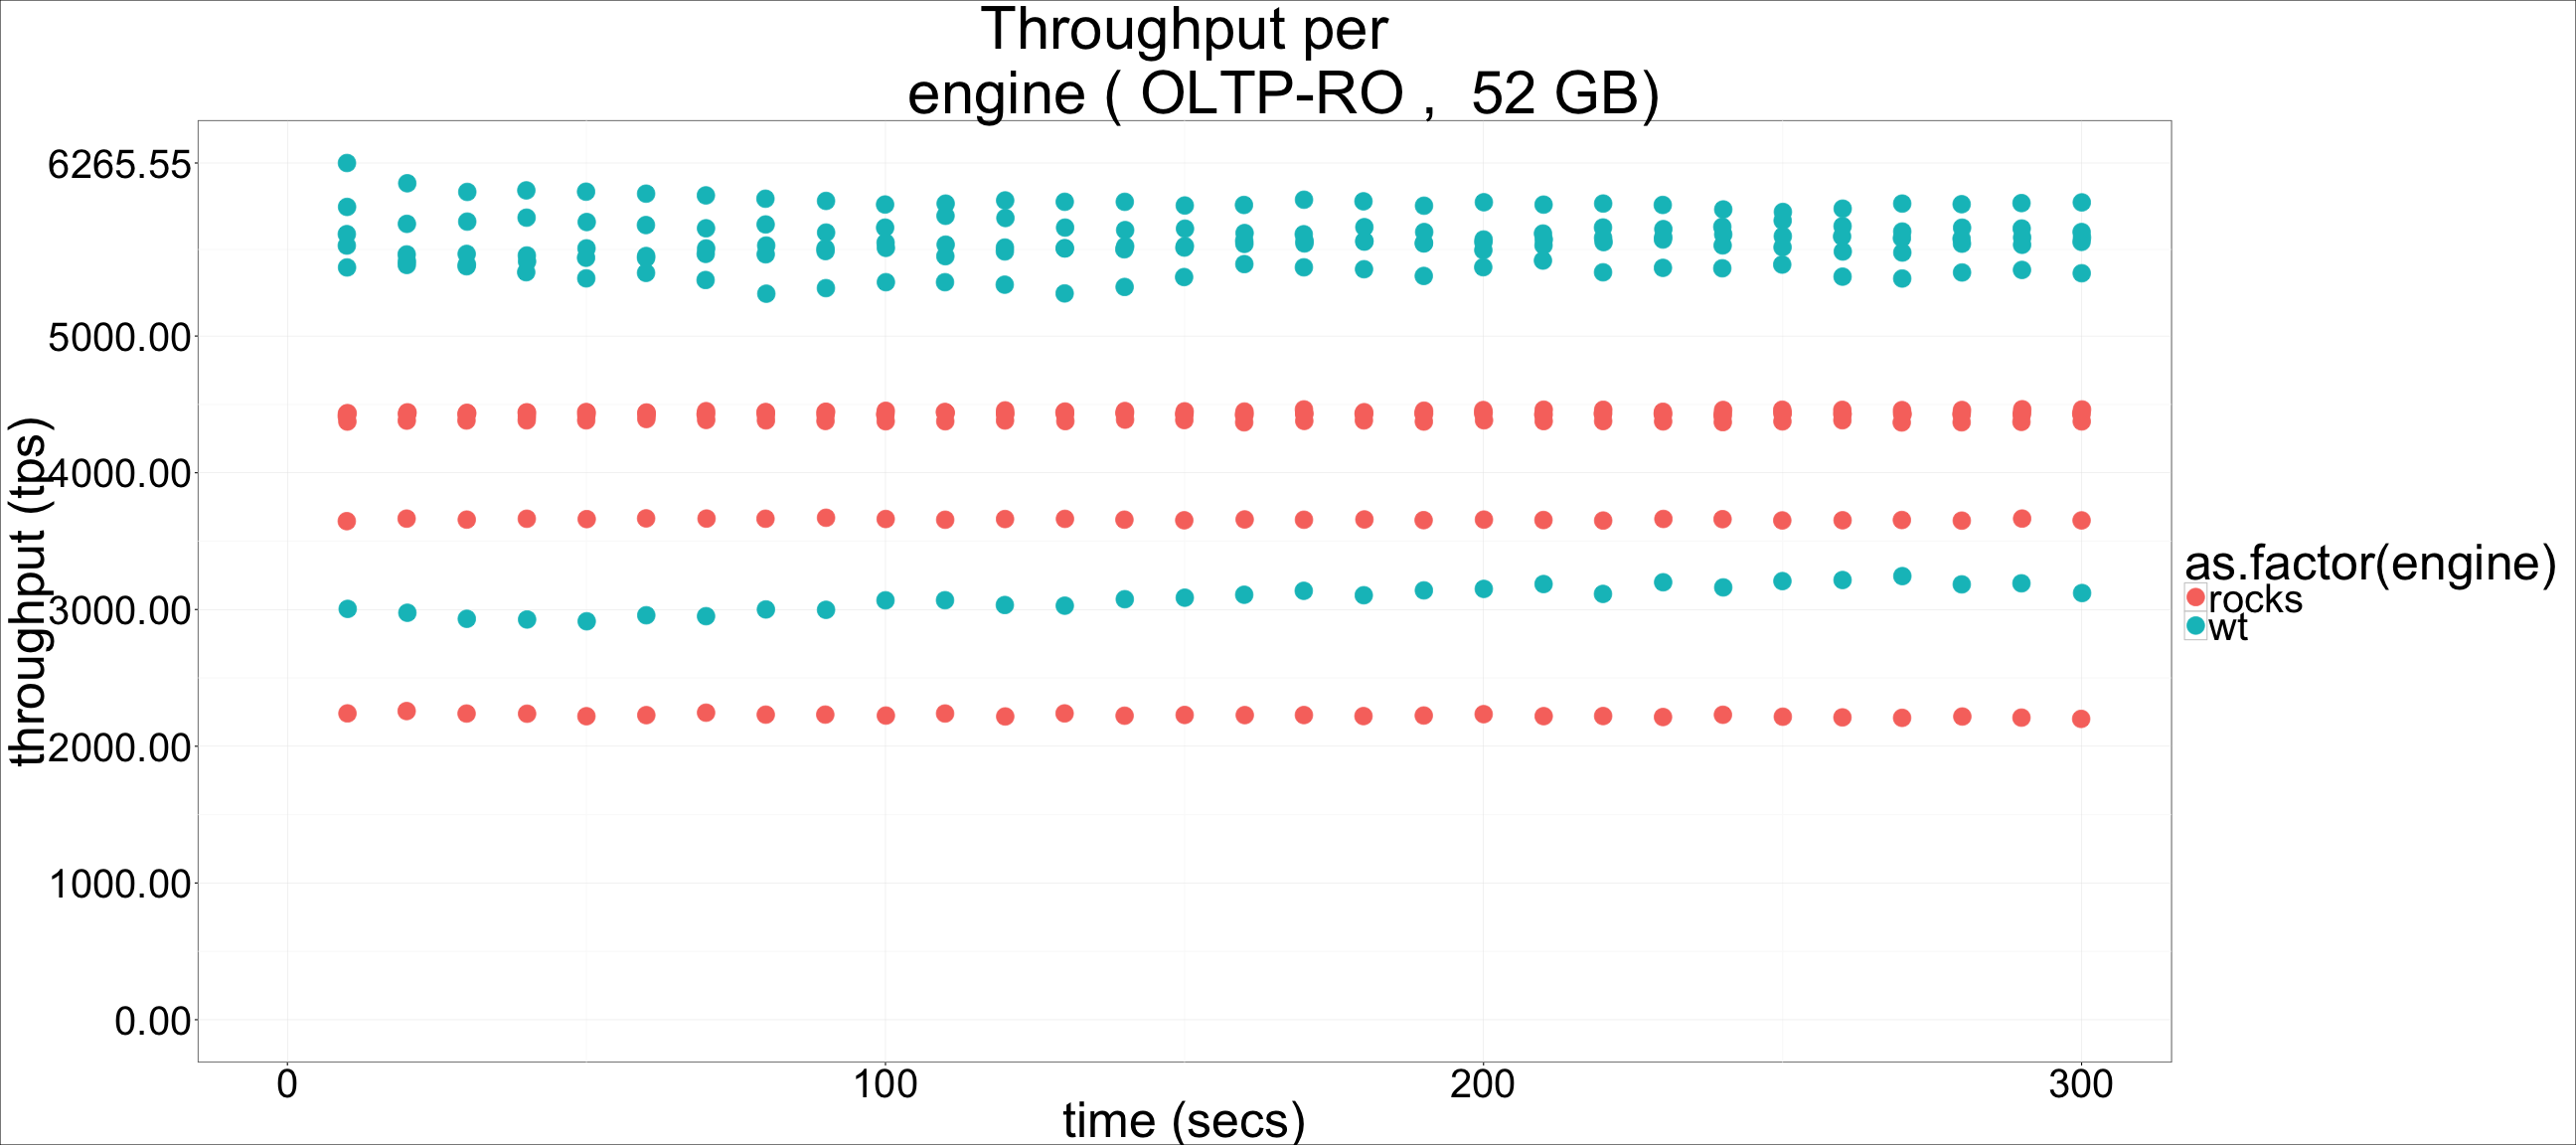 Throughput per
engine ( OLTP-RO ,  52 GB)
6265.55
5000.00
4000.00
3000.00
2000.00
1000.00
0.00
throughput (tps)
0
100
200
300
time (secs)
as.factor(engine)
rocks
wt